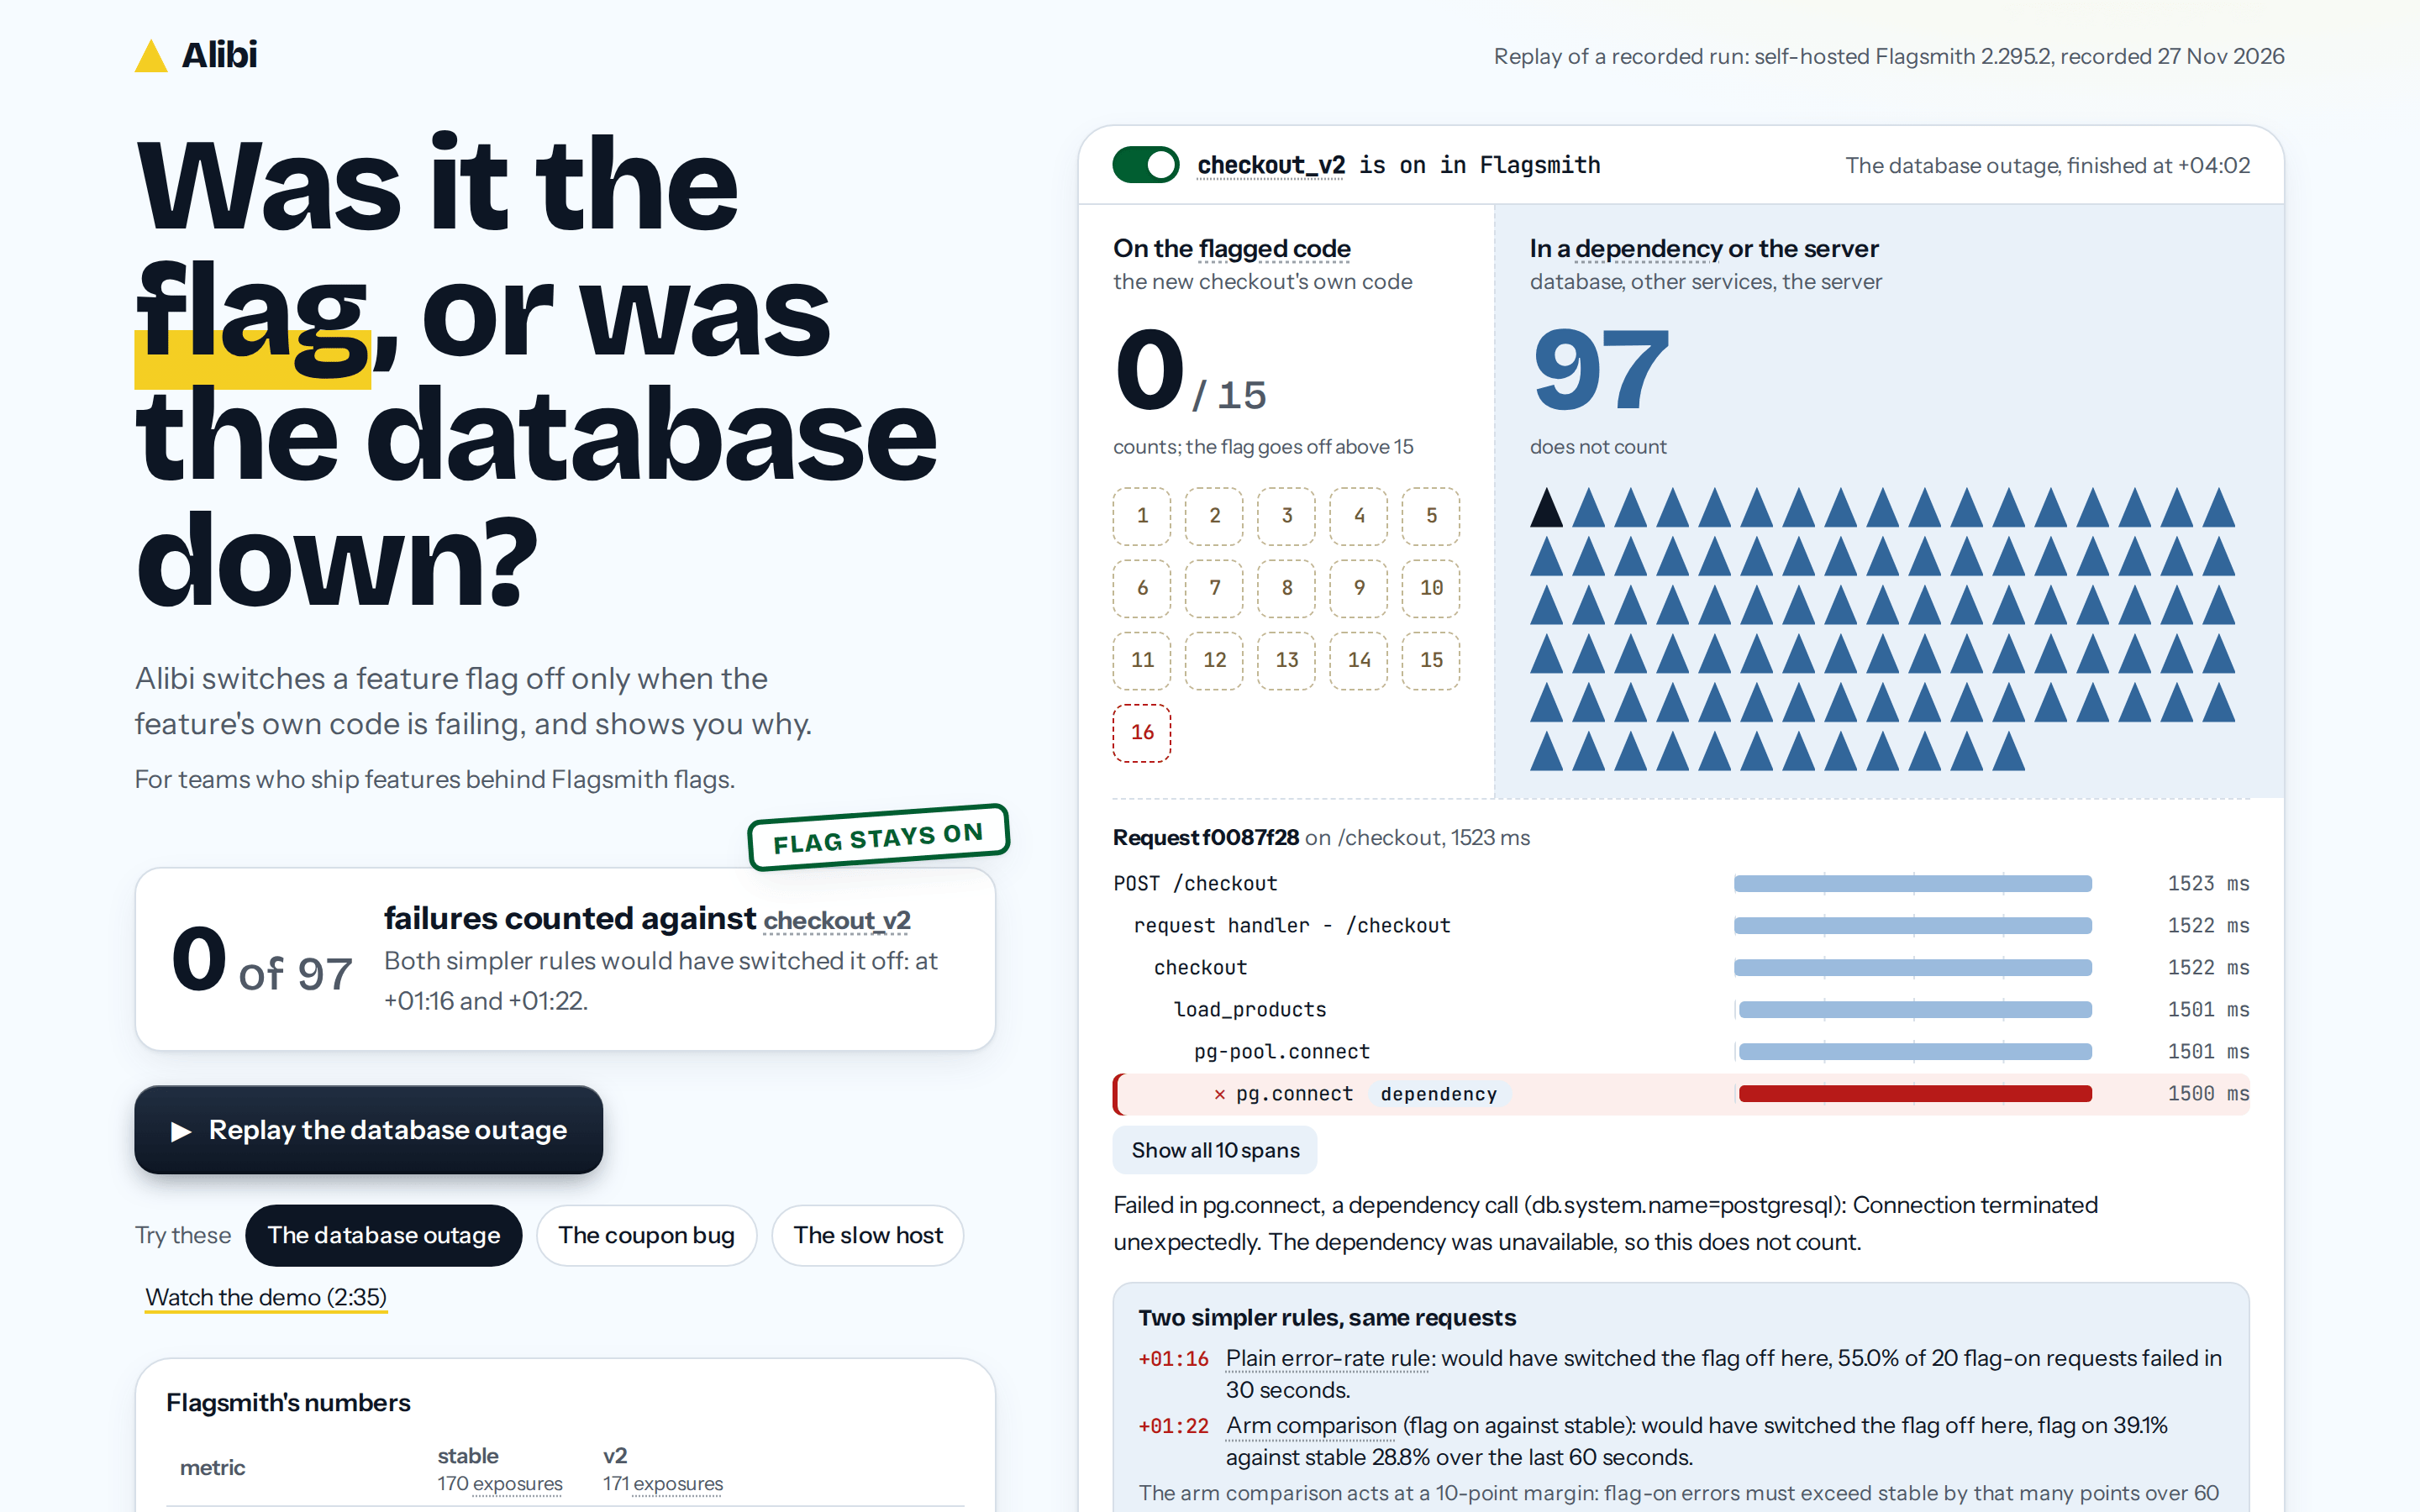 Alibi
Replay of a recorded run: self-hosted Flagsmith 2.295.2, recorded 27 Nov 2026
Was it the
flag, or was
the database
down?
Alibi switches a feature flag off only when the
feature's own code is failing, and shows you why.
For teams who ship features behind Flagsmith flags.
FLAG STAYS ON
0 of 97
failures counted against checkout_v2
Both simpler rules would have switched it off: at
+01:16 and +01:22.
▶ Replay the database outage
Try these
The database outage
The coupon bug
The slow host
Watch the demo (2:35)
Flagsmith's numbers
metric
stable
170 exposures
v2
171 exposures
checkout_v2 is on in Flagsmith
The database outage, finished at +04:02
On the flagged code
the new checkout's own code
0 / 15
counts; the flag goes off above 15
1 2 3 4 5
6 7 8 9 10
11 12 13 14 15
16
In a dependency or the server
database, other services, the server
97
does not count
Request f0087f28 on /checkout, 1523 ms
POST /checkout 1523 ms
request handler - /checkout 1522 ms
checkout 1522 ms
load_products 1501 ms
pg-pool.connect 1501 ms
× pg.connect dependency 1500 ms
Show all 10 spans
Failed in pg.connect, a dependency call (db.system.name=postgresql): Connection terminated
unexpectedly. The dependency was unavailable, so this does not count.
Two simpler rules, same requests
+01:16 Plain error-rate rule: would have switched the flag off here, 55.0% of 20 flag-on requests failed in
30 seconds.
+01:22 Arm comparison (flag on against stable): would have switched the flag off here, flag on 39.1%
against stable 28.8% over the last 60 seconds.
The arm comparison acts at a 10-point margin: flag-on errors must exceed stable by that many points over 60